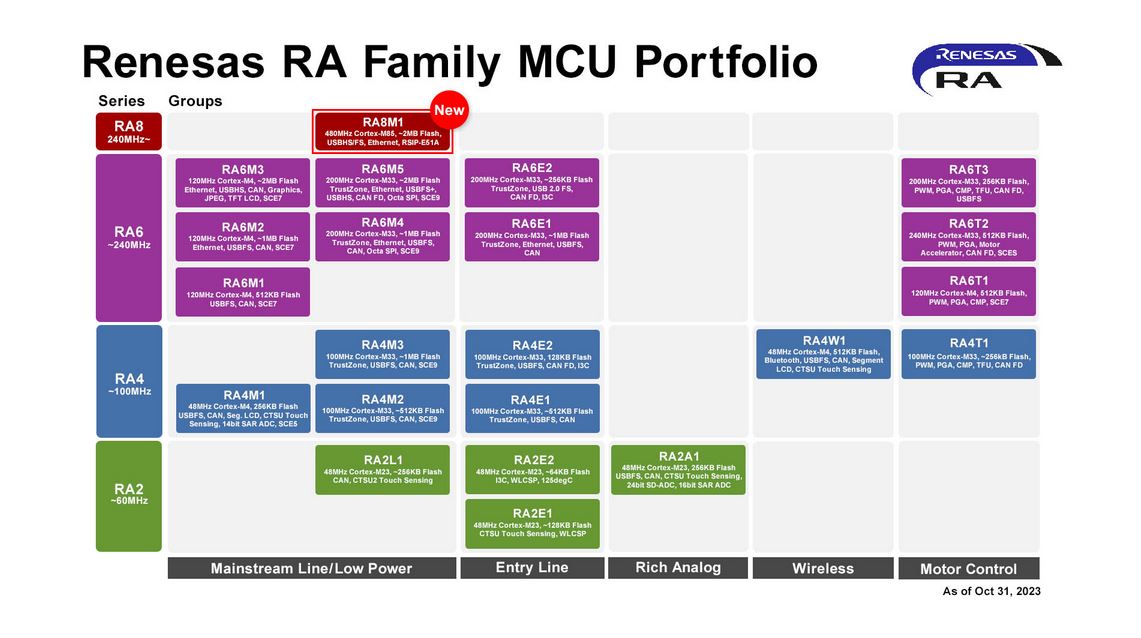 Renesas RA Family MCU Portfolio
RENESAS
RA
Series
Groups
New
RA8
240MHz~
RA8M1
480MHz Cortex-M85, ~2MB Flash,
USBHS/FS, Ethernet, RSIP-E51A
RA6
~240MHz
RA6M3
120MHz Cortex-M4, ~2MB Flash
Ethernet, USBHS, CAN, Graphics,
JPEG, TFT LCD, SCE7
RA6M5
200MHz Cortex-M33, ~2MB Flash
TrustZone, Ethernet, USBFS+,
USBHS, CAN FD, Octa SPI, SCE9
RA6E2
200MHz Cortex-M33, ~256KB Flash
TrustZone, USB 2.0 FS,
CAN FD, I3C
RA6T3
200MHz Cortex-M33, 256KB Flash,
PWM, PGA, CMP, TFU, CAN FD,
USBFS
RA6M2
120MHz Cortex-M4, ~1MB Flash
Ethernet, USBFS, CAN, SCE7
RA6M4
200MHz Cortex-M33, ~1MB Flash
TrustZone, Ethernet, USBFS,
CAN, Octa SPI, SCE9
RA6E1
200MHz Cortex-M33, ~1MB Flash
TrustZone, Ethernet, USBFS,
CAN
RA6T2
240MHz Cortex-M33, 512KB Flash,
PWM, PGA, Motor
Accelerator, CAN FD, SCE5
RA6M1
120MHz Cortex-M4, 512KB Flash
USBFS, CAN, SCE7
RA6T1
120MHz Cortex-M4, 512KB Flash,
PWM, PGA, CMP, SCE7
RA4
~100MHz
RA4M3
100MHz Cortex-M33, ~1MB Flash
TrustZone, USBFS, CAN, SCE9
RA4E2
100MHz Cortex-M33, 128KB Flash
TrustZone, USBFS, CAN FD, I3C
RA4W1
48MHz Cortex-M4, 512KB Flash,
Bluetooth, USBFS, CAN, Segment
LCD, CTSU Touch Sensing
RA4T1
100MHz Cortex-M33, ~256kB Flash,
PWM, PGA, CMP, TFU, CAN FD
RA4M1
48MHz Cortex-M4, 256KB Flash
USBFS, CAN, Seg. LCD, CTSU Touch
Sensing, 14bit SAR ADC, SCE5
RA4M2
100MHz Cortex-M33, ~512KB Flash
TrustZone, USBFS, CAN, SCE9
RA4E1
100MHz Cortex-M33, ~512KB Flash
TrustZone, USBFS, CAN
RA2
~60MHz
RA2L1
48MHz Cortex-M23, ~256KB Flash
CAN, CTSU2 Touch Sensing
RA2E2
48MHz Cortex-M23, ~64KB Flash
I3C, WLCSP, 125degC
RA2A1
48MHz Cortex-M23, 256KB Flash
USBFS, CAN, CTSU Touch Sensing,
24bit SD-ADC, 16bit SAR ADC
RA2E1
48MHz Cortex-M23, ~128KB Flash
CTSU Touch Sensing, WLCSP
Mainstream Line/Low Power
Entry Line
Rich Analog
Wireless
Motor Control
As of Oct 31, 2023